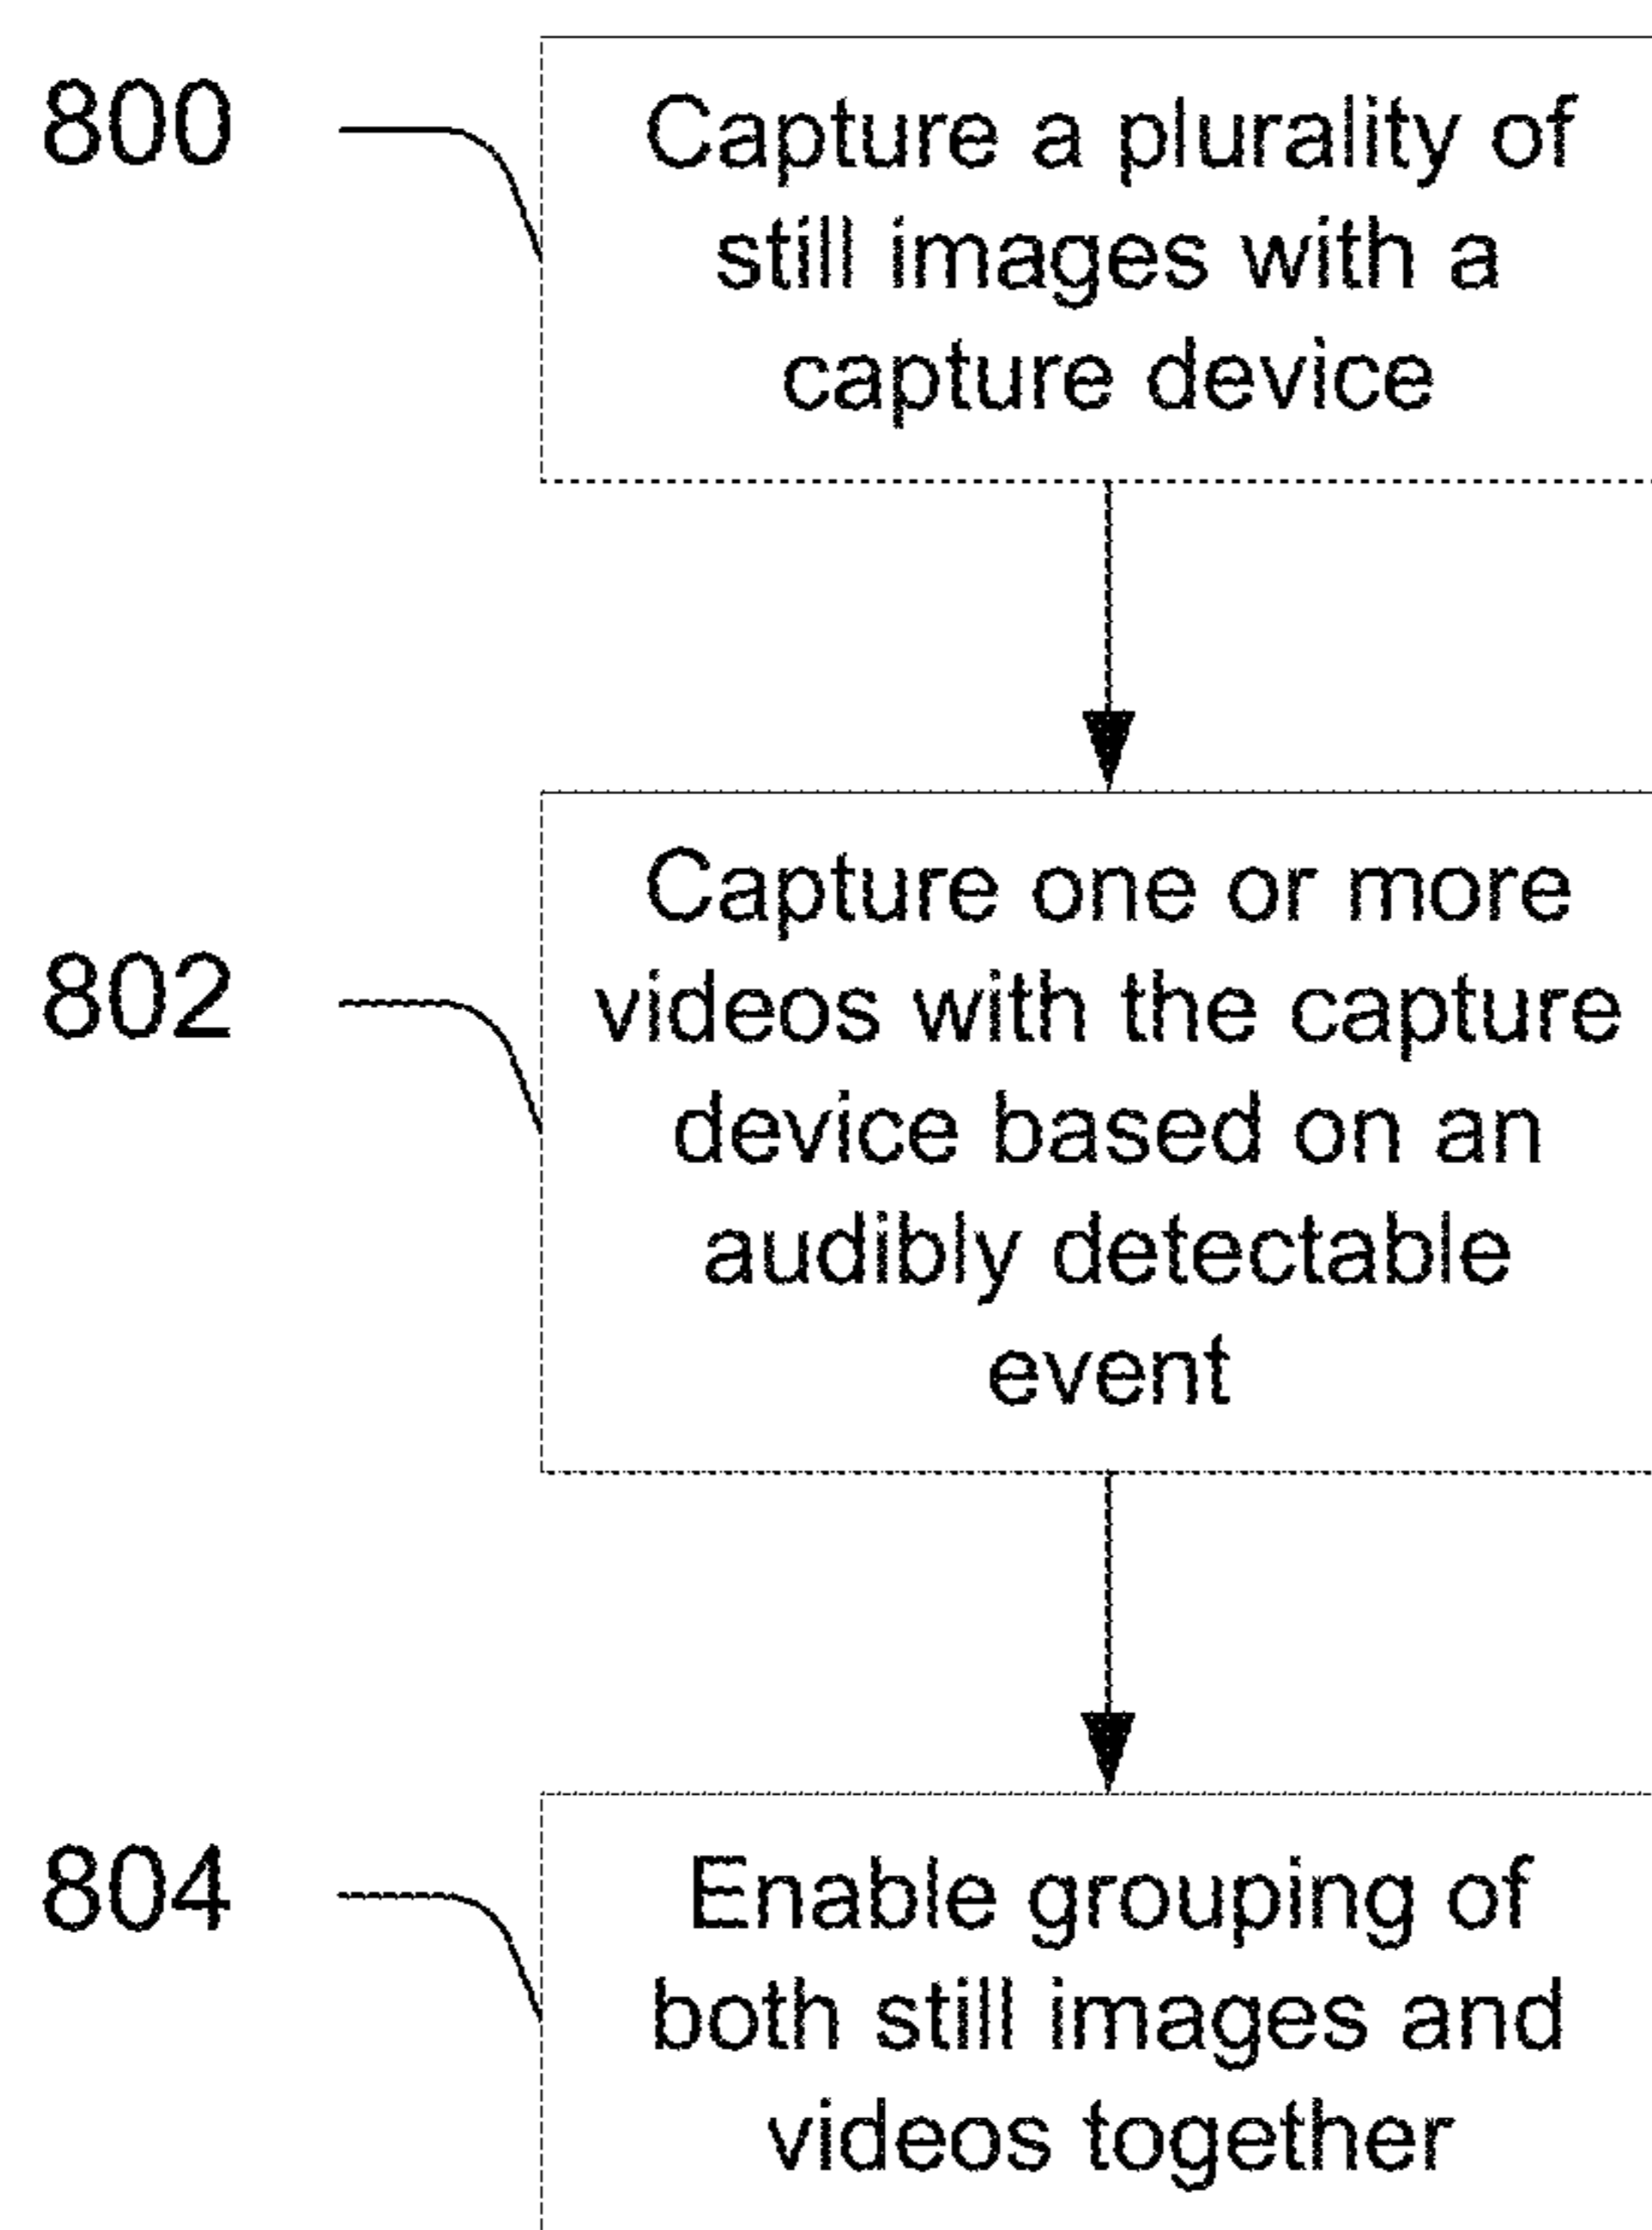 800
Capture a plurality of
still images with a
capture device
802
Capture one or more
videos with the capture
device based on an
audibly detectable
event
804
Enable grouping of
both still images and
videos together